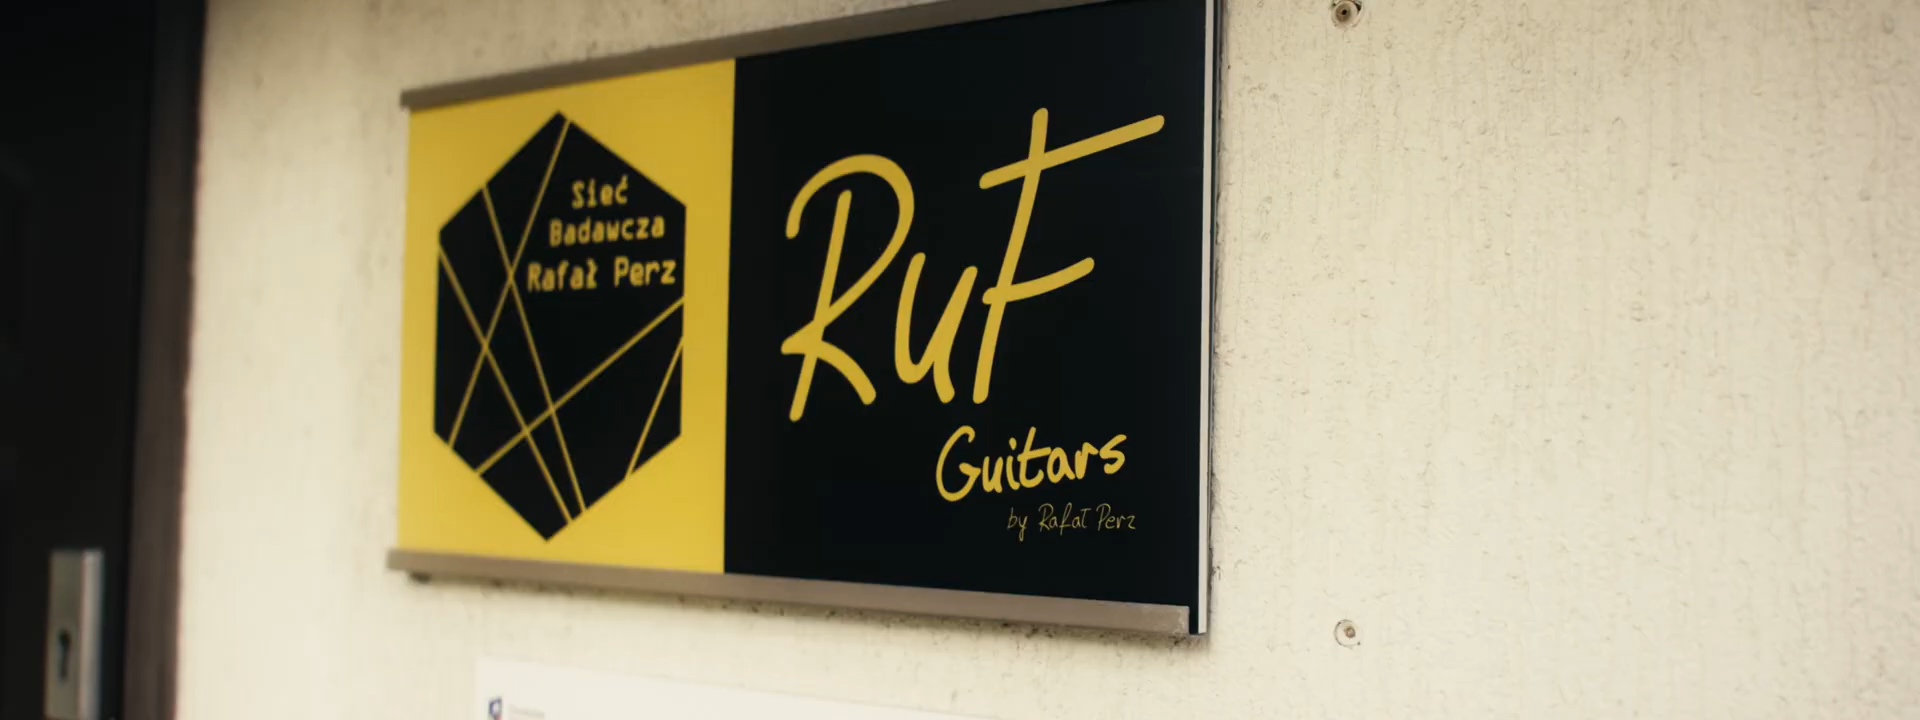 Sieć
Badawcza
Rafał Perz
RuF
Guitars
by Rafał Perz